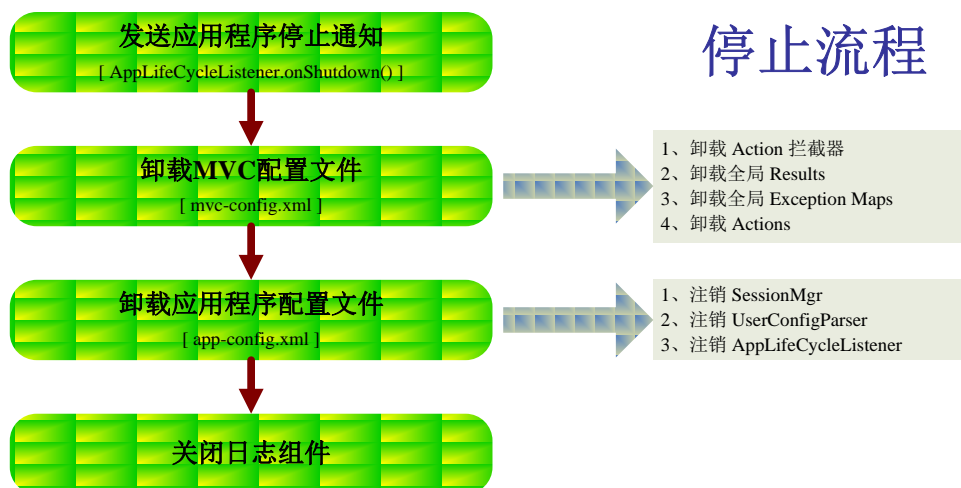 停止流程
发送应用程序停止通知
[ AppLifeCycleListener.onShutdown() ]
卸载MVC配置文件
[ mvc-config.xml ]
1、卸载 Action 拦截器
2、卸载全局 Results
3、卸载全局 Exception Maps
4、卸载 Actions
卸载应用程序配置文件
[ app-config.xml ]
1、注销 SessionMgr
2、注销 UserConfigParser
3、注销 AppLifeCycleListener
关闭日志组件